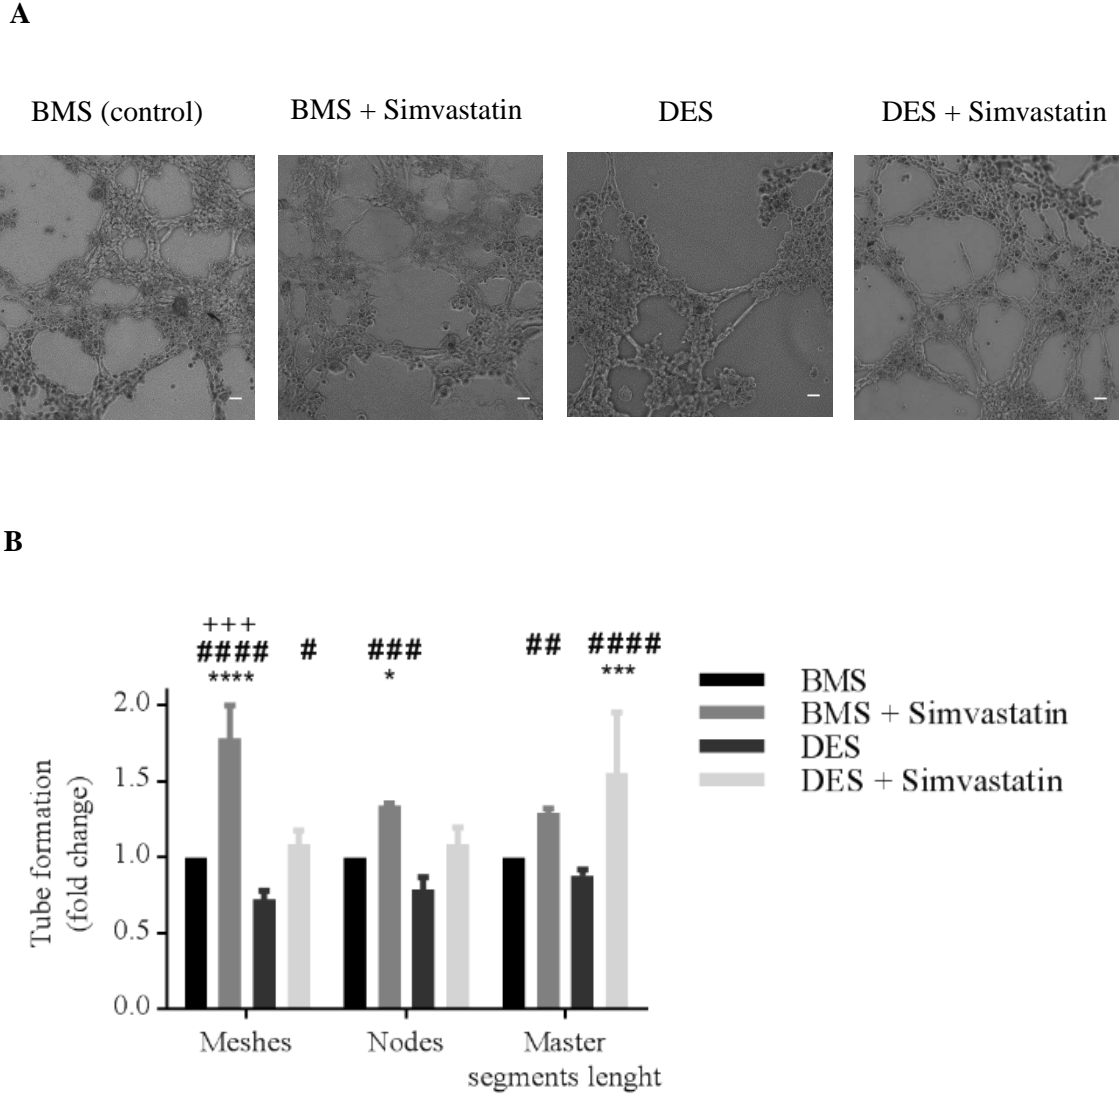 A
BMS (control)
BMS + Simvastatin
DES
DES + Simvastatin
B
+++
#### # ### ## ####
**** * ***
2.0
1.5
1.0
0.5
0.0
Tube formation
(fold change)
Meshes
Nodes
Master
segments lenght
BMS
BMS + Simvastatin
DES
DES + Simvastatin